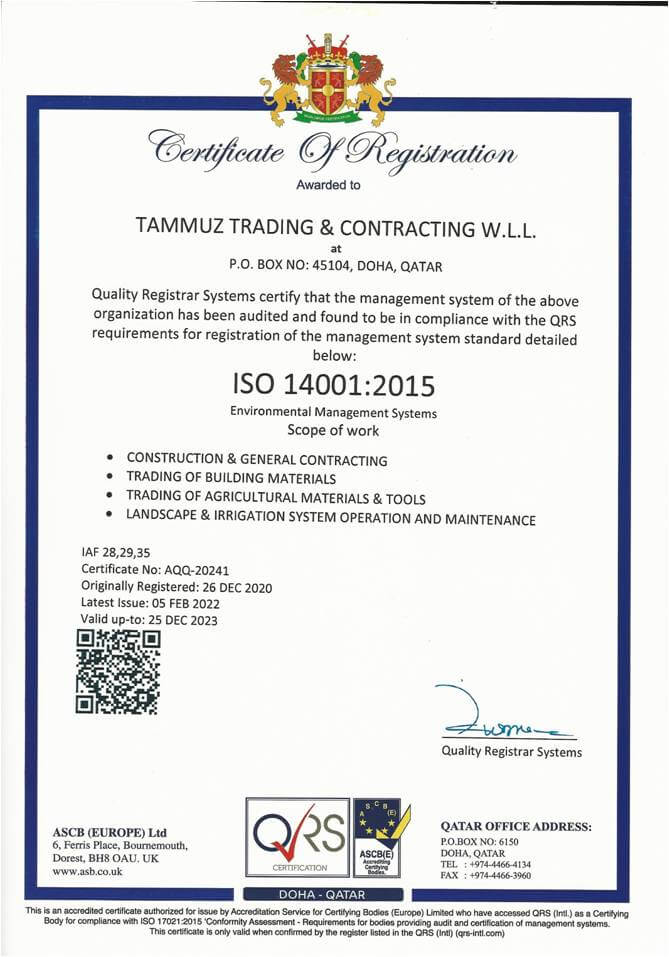 Certificate Of Registration
Awarded to
TAMMUZ TRADING & CONTRACTING W.L.L.
at
P.O. BOX NO: 45104, DOHA, QATAR
Quality Registrar Systems certify that the management system of the above
organization has been audited and found to be in compliance with the QRS
requirements for registration of the management system standard detailed
below:
ISO 14001:2015
Environmental Management Systems
Scope of work
• CONSTRUCTION & GENERAL CONTRACTING
• TRADING OF BUILDING MATERIALS
• TRADING OF AGRICULTURAL MATERIALS & TOOLS
• LANDSCAPE & IRRIGATION SYSTEM OPERATION AND MAINTENANCE
IAF 28,29,35
Certificate No: AQQ-20241
Originally Registered: 26 DEC 2020
Latest Issue: 05 FEB 2022
Valid up-to: 25 DEC 2023
Quality Registrar Systems
ASCB (EUROPE) Ltd
6, Ferris Place, Bournemouth,
Dorest, BH8 OAU. UK
www.asb.co.uk
QRS
CERTIFICATION
ASCB(E)
ASCB(E)
Accrediting
Certifying
Bodies.
QATAR OFFICE ADDRESS:
P.O.BOX NO: 6150
DOHA, QATAR
TEL : +974-4466-4134
FAX : +974-4466-3960
DOHA - QATAR
This is an accredited certificate authorized for issue by Accreditation Service for Certifying Bodies (Europe) Limited who have accessed QRS (Intl.) as a Certifying
Body for compliance with ISO 17021:2015 'Conformity Assessment - Requirements for bodies providing audit and certification of management systems.
This certificate is only valid when confirmed by the register listed in the QRS (Intl) (qrs-intl.com)